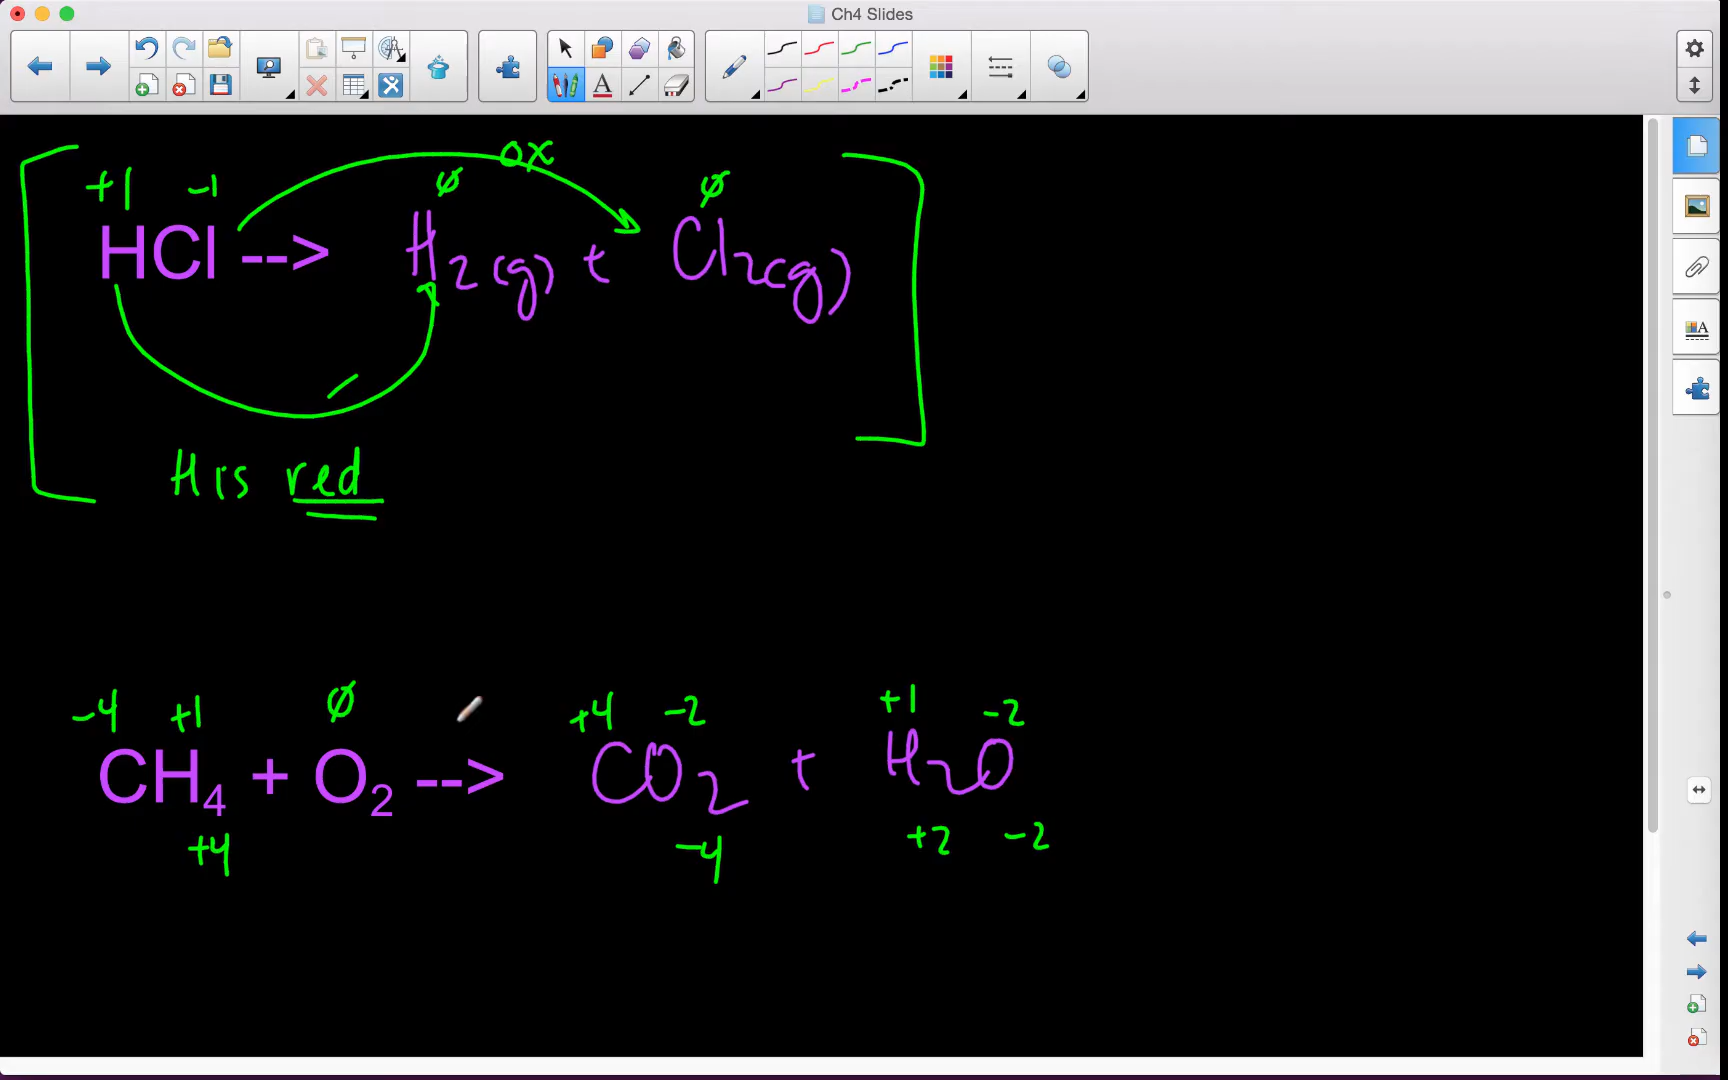 Ch4 Slides
ox
+1 -1 ∅ ∅
HCl --> H₂(g) + Cl₂(g)
H is red
-4 +1 ∅ +4 -2 +1 -2
CH₄ + O₂ --> CO₂ + H₂O
+4 -4 +2 -2